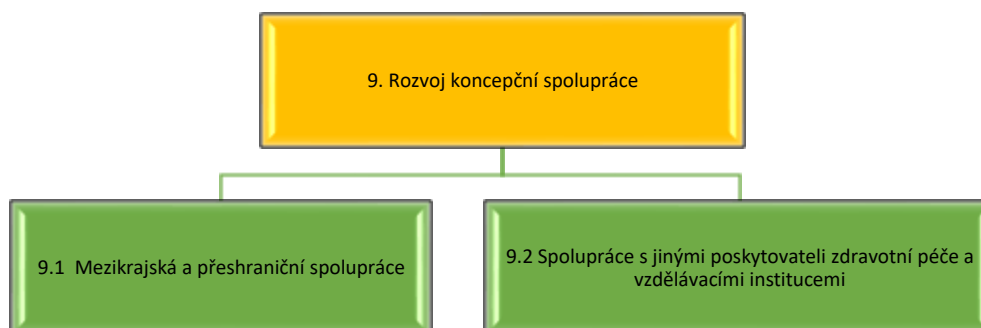 9. Rozvoj koncepční spolupráce
9.1 Mezikrajská a přeshraniční spolupráce
9.2 Spolupráce s jinými poskytovateli zdravotní péče a
vzdělávacími institucemi